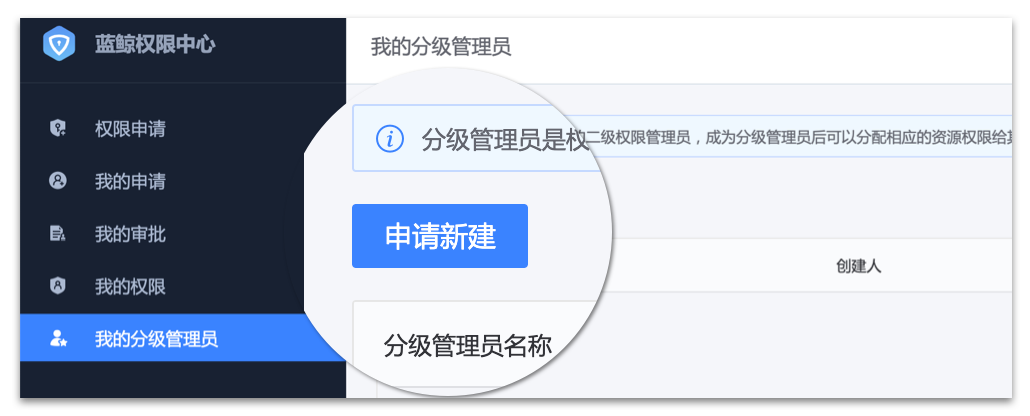 蓝鲸权限中心
我的分级管理员
权限申请
我的申请
我的审批
我的权限
我的分级管理员
分级管理员是权二级权限管理员，成为分级管理员后可以分配相应的资源权限给
申请新建
创建人
分级管理员名称